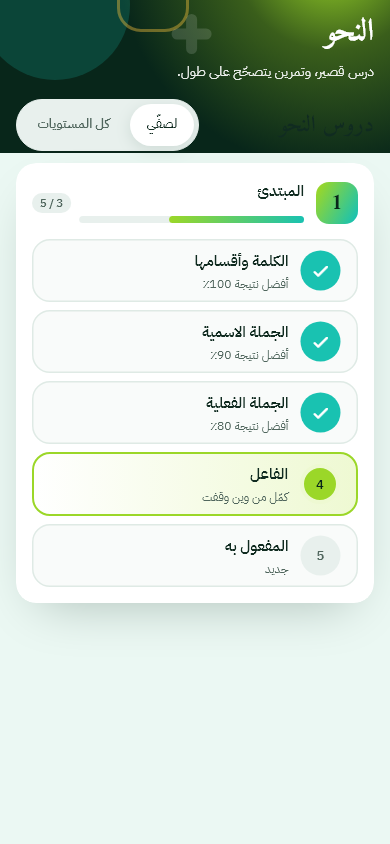 النحو
درس قصير، وتمرين يتصحّح على طول.
دروس النحو
لصفّي
كل المستويات
1
المبتدئ
3 / 5
الكلمة وأقسامها
أفضل نتيجة 100٪
الجملة الاسمية
أفضل نتيجة 90٪
الجملة الفعلية
أفضل نتيجة 80٪
4
الفاعل
كمّل من وين وقفت
5
المفعول به
جديد